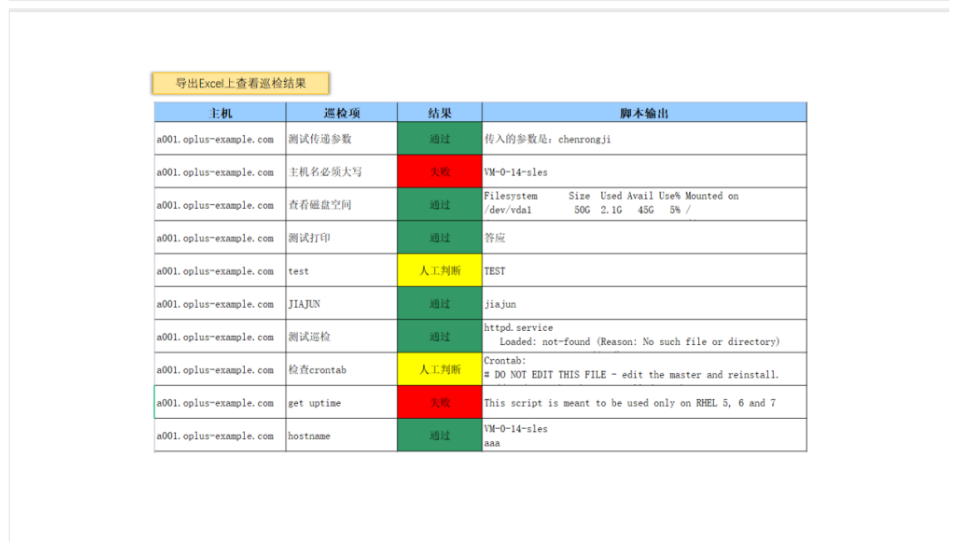 导出Excel上查看巡检结果
主机 巡检项 结果 脚本输出
a001.oplus-example.com 测试传递参数 通过 传入的参数是：chenrongji
a001.oplus-example.com 主机名必须大写 失败 VM-0-14-sles
a001.oplus-example.com 查看磁盘空间 通过 Filesystem Size Used Avail Use% Mounted on
/dev/vda1 50G 2.1G 45G 5% /
a001.oplus-example.com 测试打印 通过 答应
a001.oplus-example.com test 人工判断 TEST
a001.oplus-example.com JIAJUN 通过 jiajun
a001.oplus-example.com 测试巡检 通过 httpd.service
Loaded: not-found (Reason: No such file or directory)
a001.oplus-example.com 检查crontab 人工判断 Crontab:
# DO NOT EDIT THIS FILE - edit the master and reinstall.
a001.oplus-example.com get uptime 失败 This script is meant to be used only on RHEL 5, 6 and 7
a001.oplus-example.com hostname 通过 VM-0-14-sles
aaa